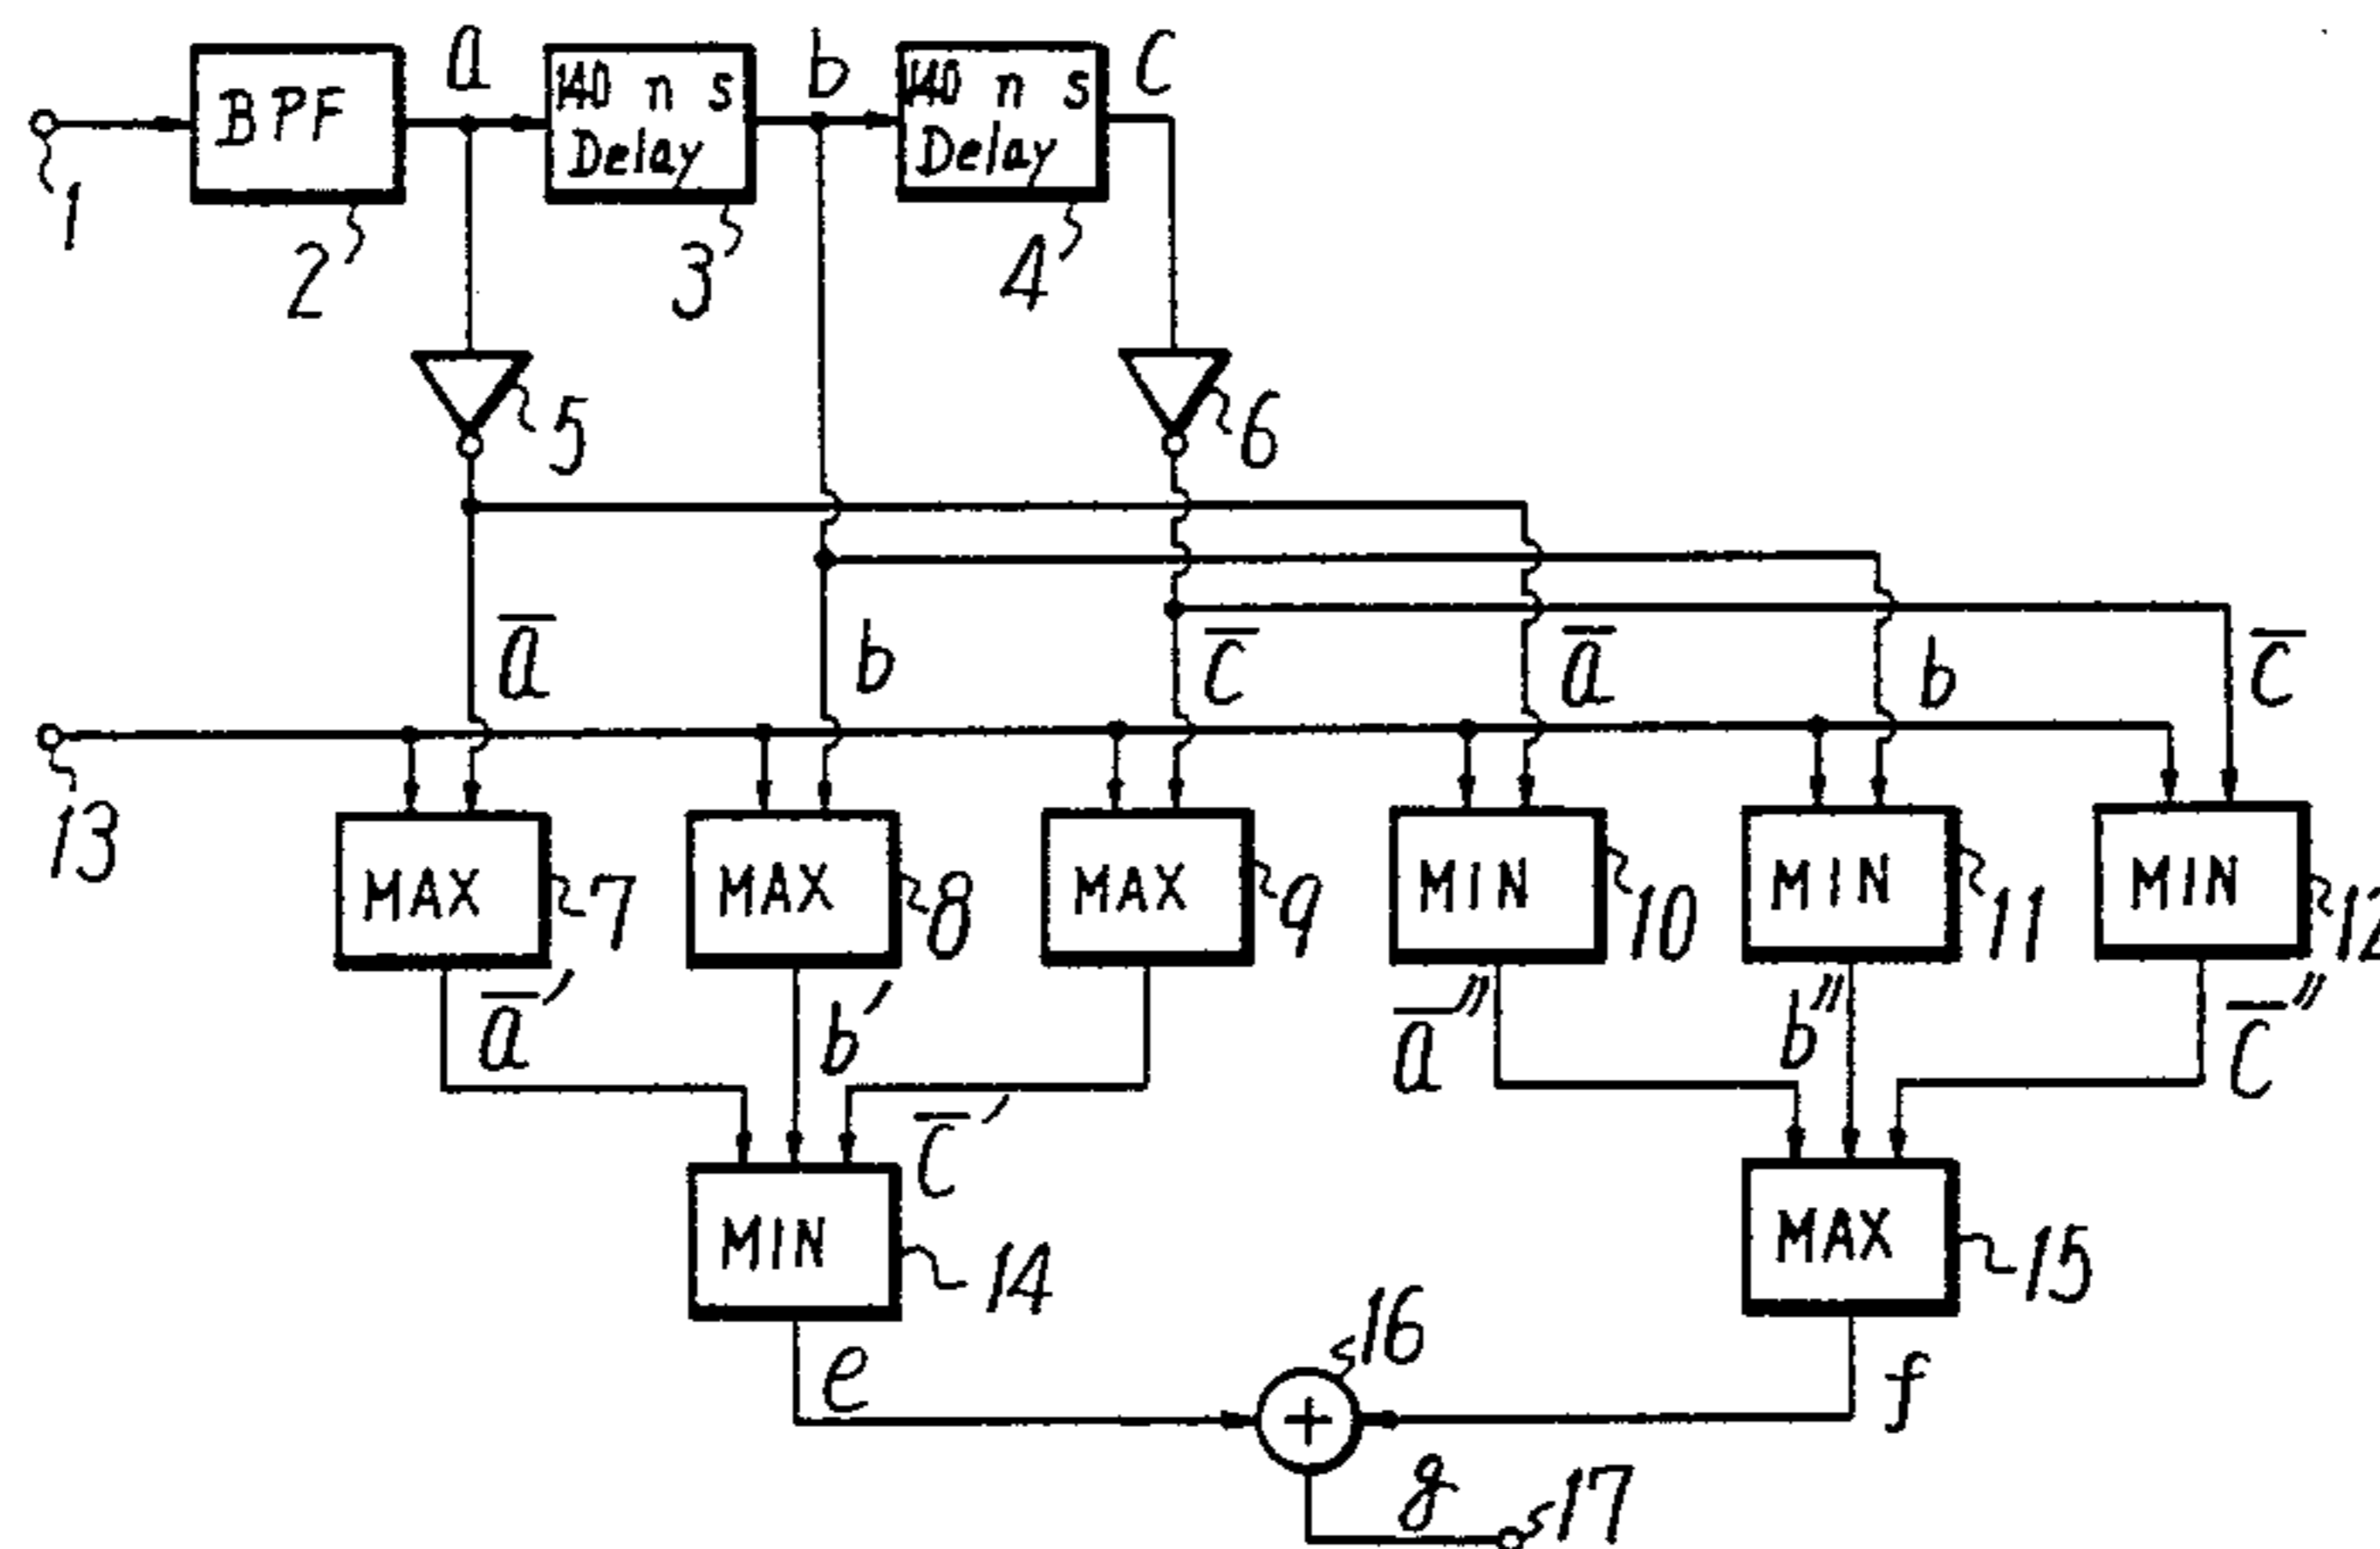 a b c
BPF 140 n s Delay 140 n s Delay
1 2 3 4
5 6
a̅ b c̅ a̅ b c̅
13
MAX 7 MAX 8 MAX 9 MIN 10 MIN 11 MIN 12
a̅′ b′ c̅′ a̅″ b″ c̅″
MIN 14 MAX 15
e 16 f
+
g 17